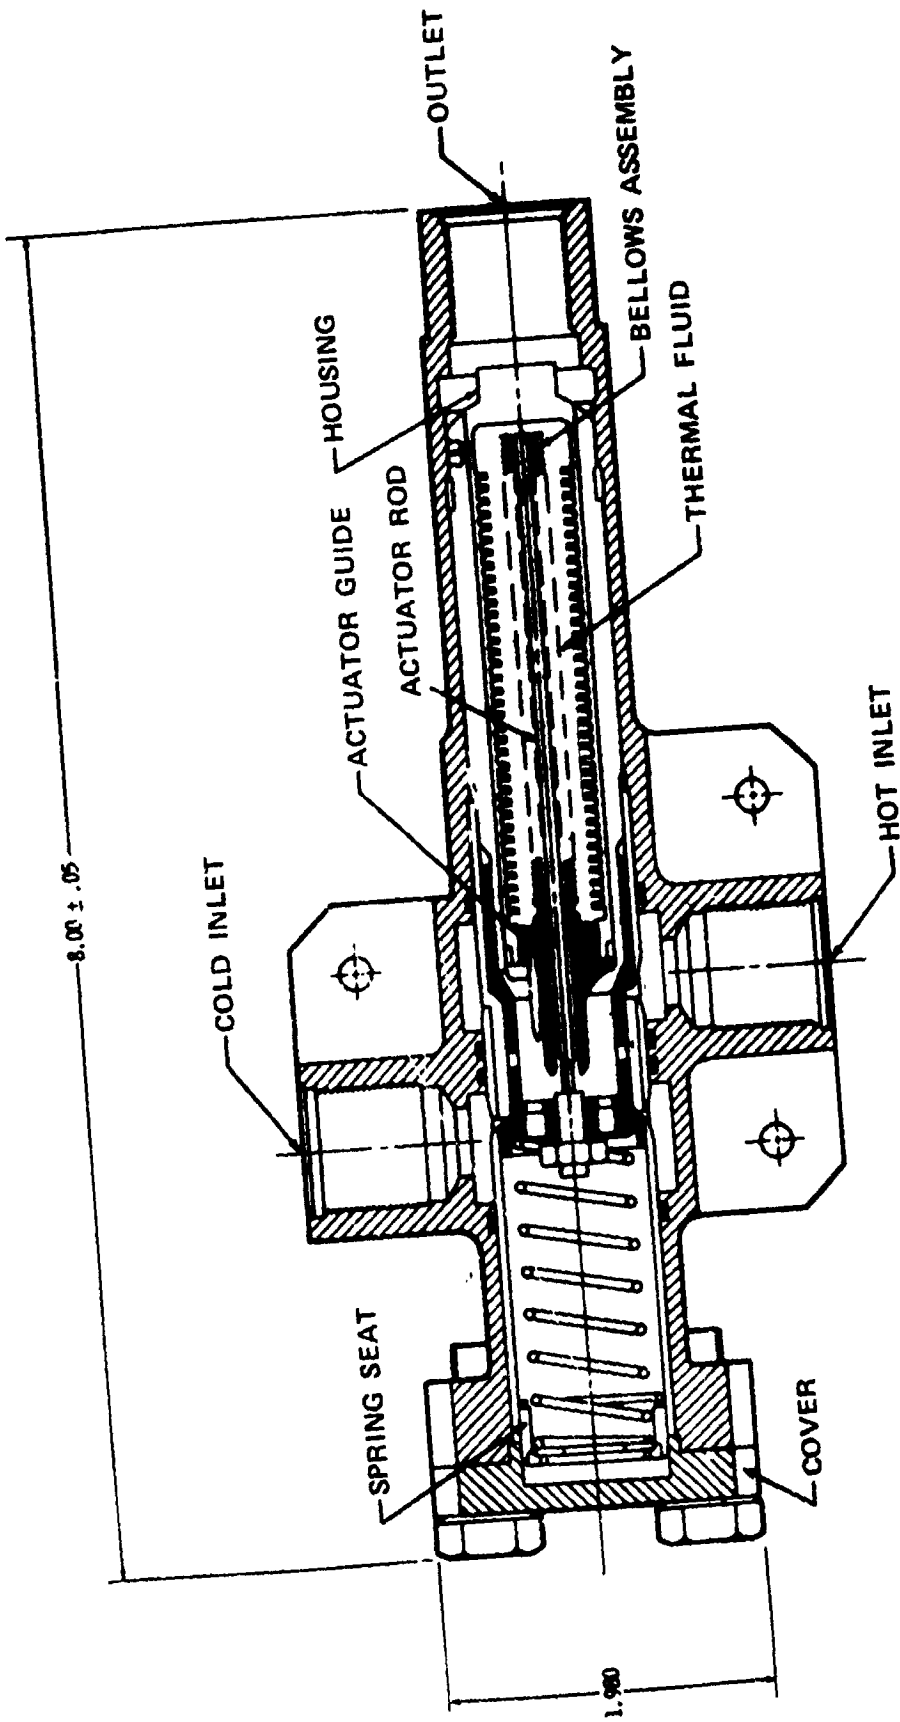 OUTLET
BELLOWS ASSEMBLY
THERMAL FLUID
HOUSING
ACTUATOR GUIDE
ACTUATOR ROD
8.00 ± .05
COLD INLET
HOT INLET
SPRING SEAT
COVER
1.980